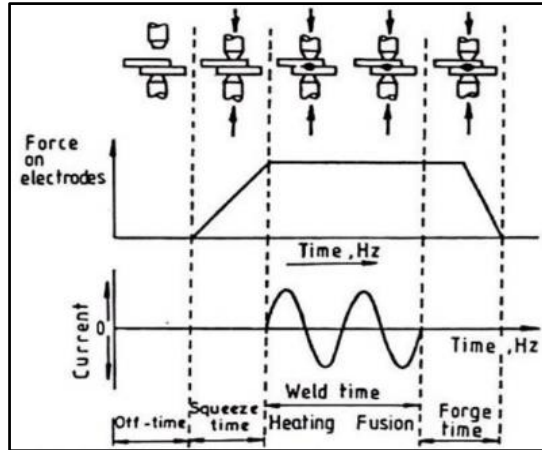 Force
on
electrodes
Time ,Hz
Current
0
Time ,Hz
Weld time
Off-time
Squeeze
time
Heating
Fusion
Forge
time